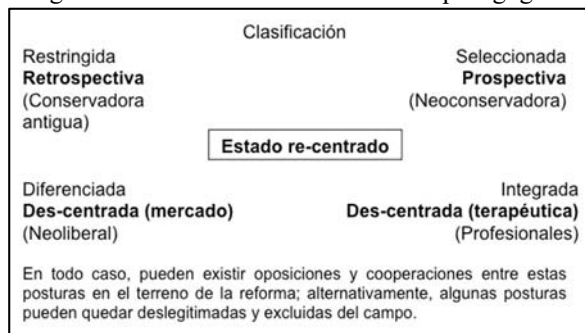 Clasificación
Restringida
Retrospectiva
(Conservadora
antigua)
Seleccionada
Prospectiva
(Neoconservadora)
Estado re-centrado
Diferenciada
Des-centrada (mercado)
(Neoliberal)
Integrada
Des-centrada (terapéutica)
(Profesionales)
En todo caso, pueden existir oposiciones y cooperaciones entre estas
posturas en el terreno de la reforma; alternativamente, algunas posturas
pueden quedar deslegitimadas y excluidas del campo.